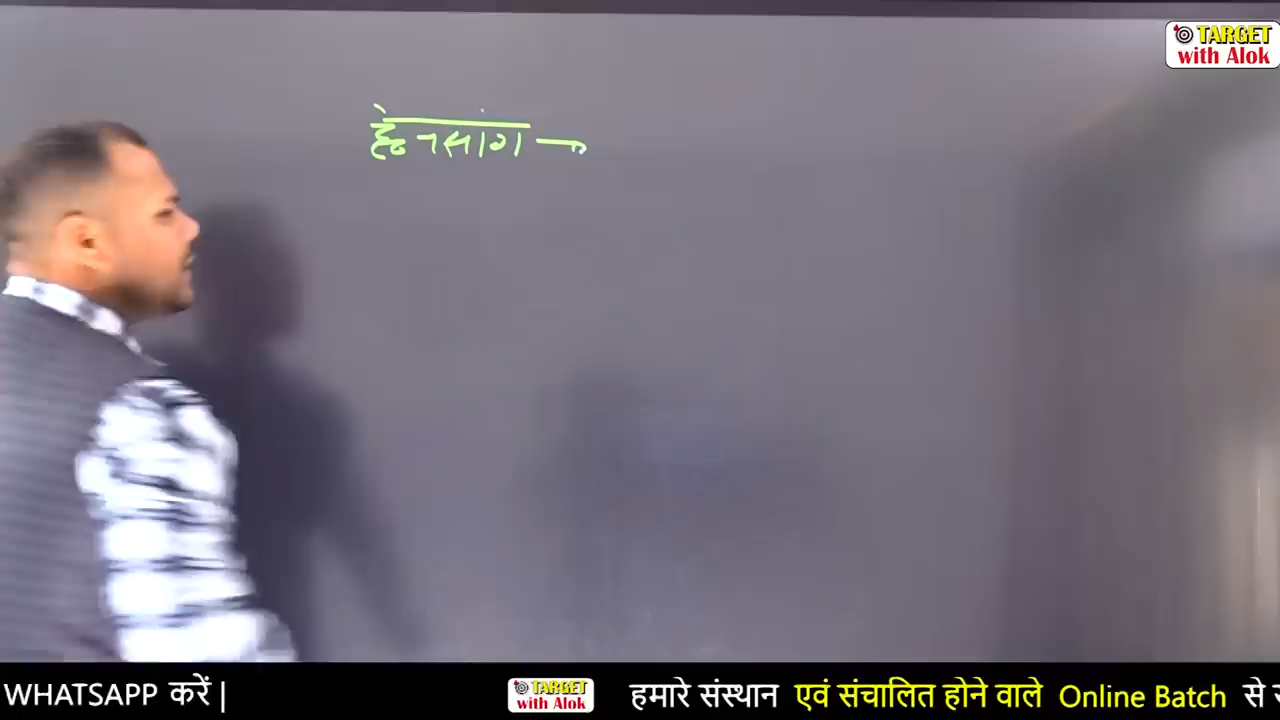 TARGET
with Alok
ह्वेनसांग →
WHATSAPP करें |
TARGET
with Alok
हमारे संस्थान एवं संचालित होने वाले Online Batch से